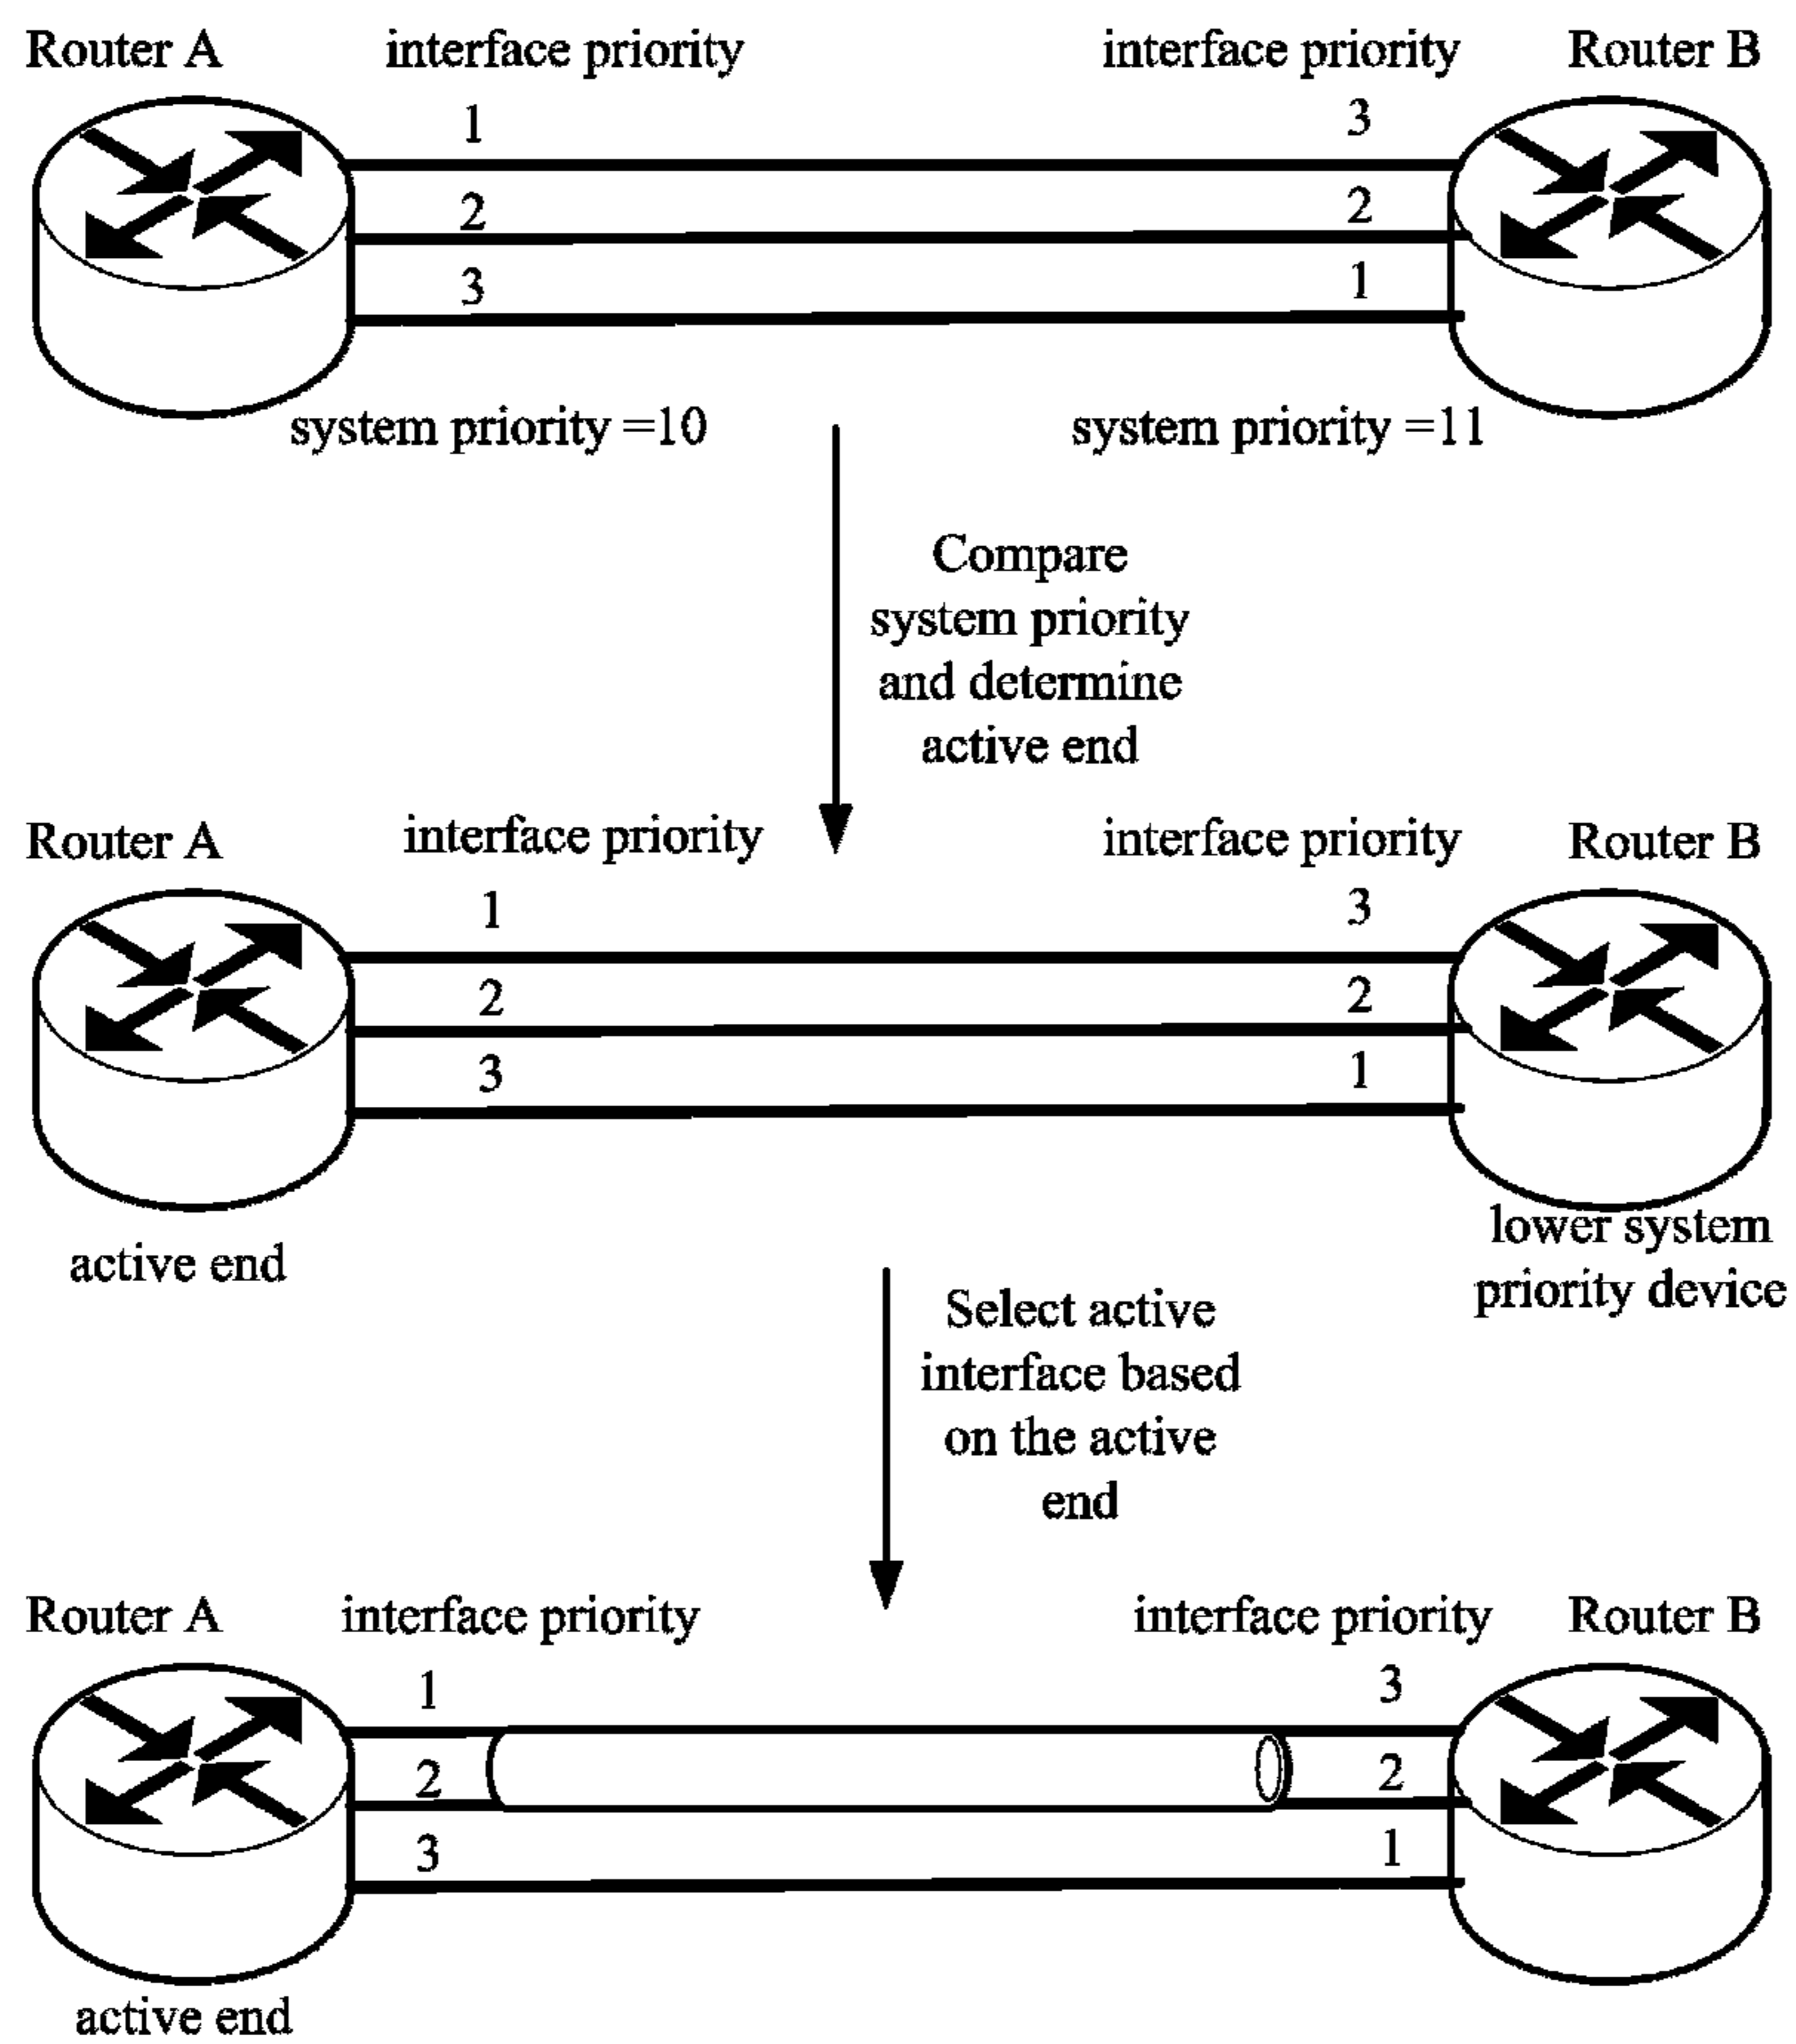 Router A
interface priority
interface priority
Router B
1
3
2
2
3
1
system priority =10
system priority =11
Compare
system priority
and determine
active end
Router A
interface priority
interface priority
Router B
1
3
2
2
3
1
active end
lower system
priority device
Select active
interface based
on the active
end
Router A
interface priority
interface priority
Router B
1
3
2
2
3
1
active end